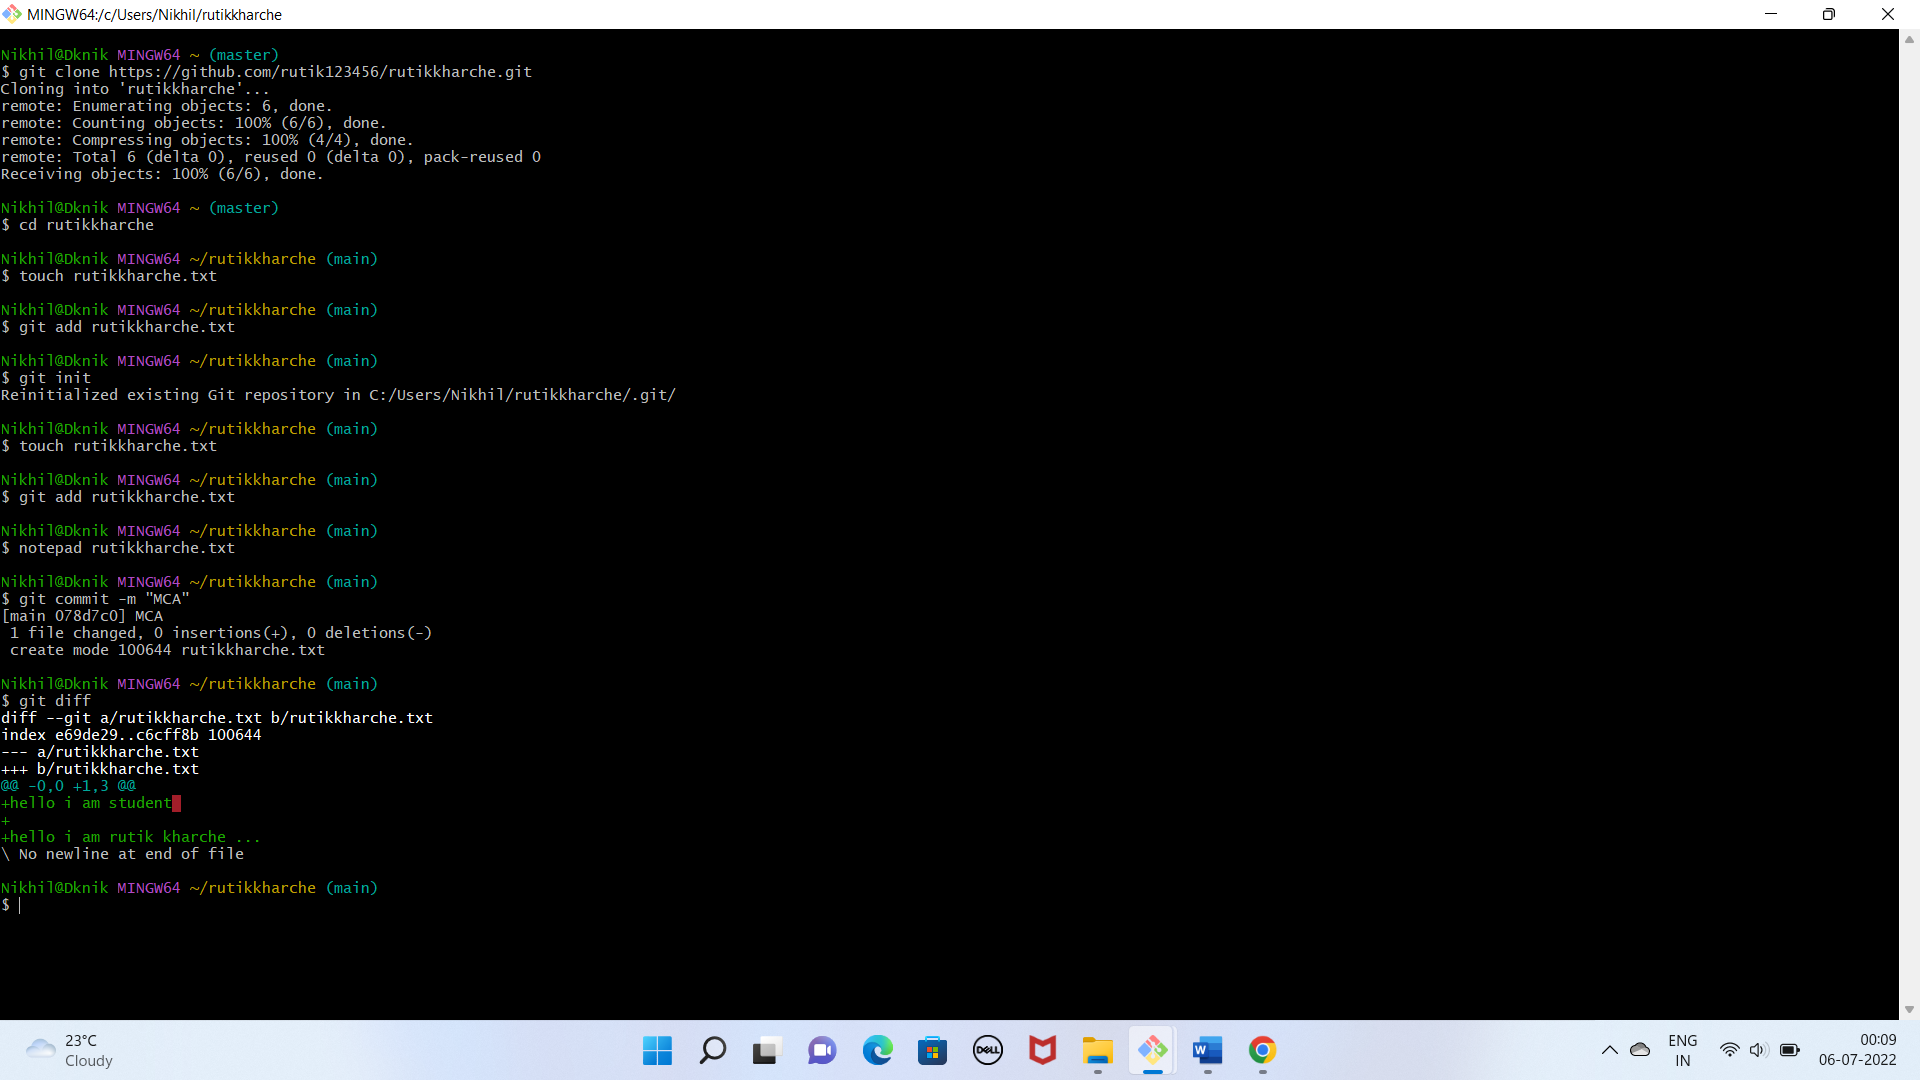 MINGW64:/c/Users/Nikhil/rutikkharche
Nikhil@Dknik MINGW64 ~ (master)
$ git clone https://github.com/rutik123456/rutikkharche.git
Cloning into 'rutikkharche'...
remote: Enumerating objects: 6, done.
remote: Counting objects: 100% (6/6), done.
remote: Compressing objects: 100% (4/4), done.
remote: Total 6 (delta 0), reused 0 (delta 0), pack-reused 0
Receiving objects: 100% (6/6), done.
Nikhil@Dknik MINGW64 ~ (master)
$ cd rutikkharche
Nikhil@Dknik MINGW64 ~/rutikkharche (main)
$ touch rutikkharche.txt
Nikhil@Dknik MINGW64 ~/rutikkharche (main)
$ git add rutikkharche.txt
Nikhil@Dknik MINGW64 ~/rutikkharche (main)
$ git init
Reinitialized existing Git repository in C:/Users/Nikhil/rutikkharche/.git/
Nikhil@Dknik MINGW64 ~/rutikkharche (main)
$ touch rutikkharche.txt
Nikhil@Dknik MINGW64 ~/rutikkharche (main)
$ git add rutikkharche.txt
Nikhil@Dknik MINGW64 ~/rutikkharche (main)
$ notepad rutikkharche.txt
Nikhil@Dknik MINGW64 ~/rutikkharche (main)
$ git commit -m "MCA"
[main 078d7c0] MCA
 1 file changed, 0 insertions(+), 0 deletions(-)
 create mode 100644 rutikkharche.txt
Nikhil@Dknik MINGW64 ~/rutikkharche (main)
$ git diff
diff --git a/rutikkharche.txt b/rutikkharche.txt
index e69de29..c6cff8b 100644
--- a/rutikkharche.txt
+++ b/rutikkharche.txt
@@ -0,0 +1,3 @@
+hello i am student
+
+hello i am rutik kharche ...
\ No newline at end of file
Nikhil@Dknik MINGW64 ~/rutikkharche (main)
$
23°C
Cloudy
DELL
W
ENG
IN
00:09
06-07-2022